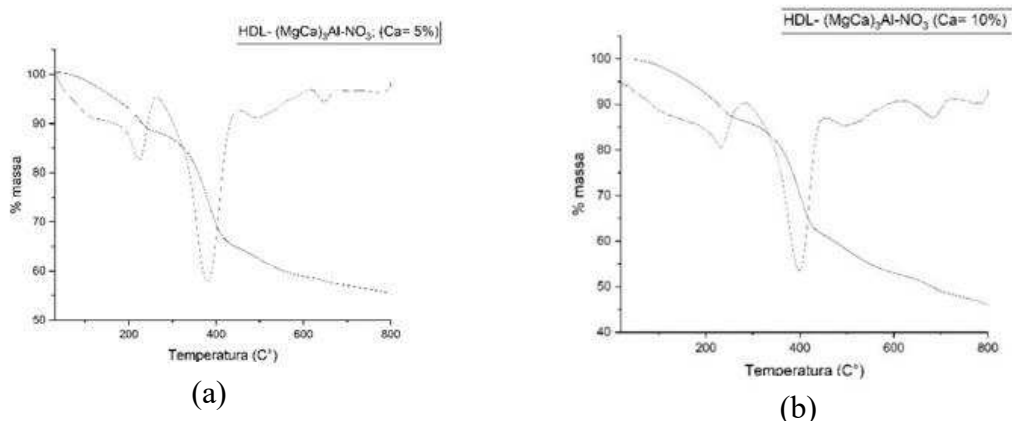 HDL- (MgCa)₃Al-NO₃; (Ca= 5%)
100
90
80
70
60
50
% massa
200
400
600
800
Temperatura (C°)
(a)
HDL- (MgCa)₃Al-NO₃ (Ca= 10%)
100
90
80
70
60
50
40
% massa
200
400
600
800
Temperatura (C°)
(b)